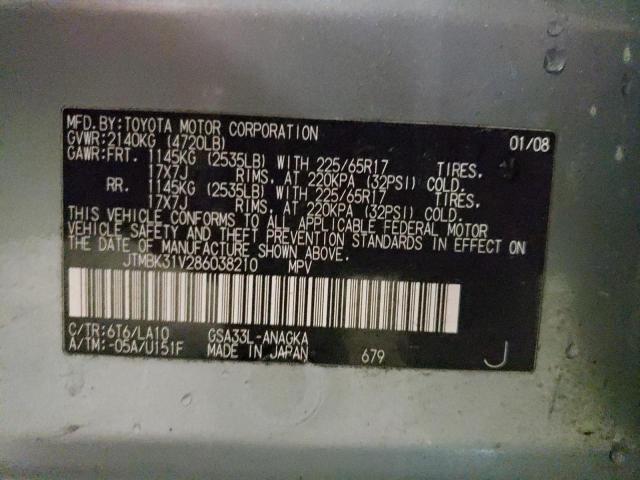 MFD. BY: TOYOTA MOTOR CORPORATION 01/08
GVWR: 2140KG (4720LB)
GAWR: FRT. 1145KG (2535LB) WITH 225/65R17 TIRES,
17X7J RIMS, AT 220KPA (32PSI) COLD.
RR. 1145KG (2535LB) WITH 225/65R17 TIRES,
17X7J RIMS, AT 220KPA (32PSI) COLD.
THIS VEHICLE CONFORMS TO ALL APPLICABLE FEDERAL MOTOR
VEHICLE SAFETY AND THEFT PREVENTION STANDARDS IN EFFECT ON
THE DATE OF MANUFACTURE SHOWN ABOVE.
JTMBK31V286038210 MPV
C/TR: 6T6/LA10 GSA33L-ANAGKA
A/TM: -05A/U151F MADE IN JAPAN 679 J